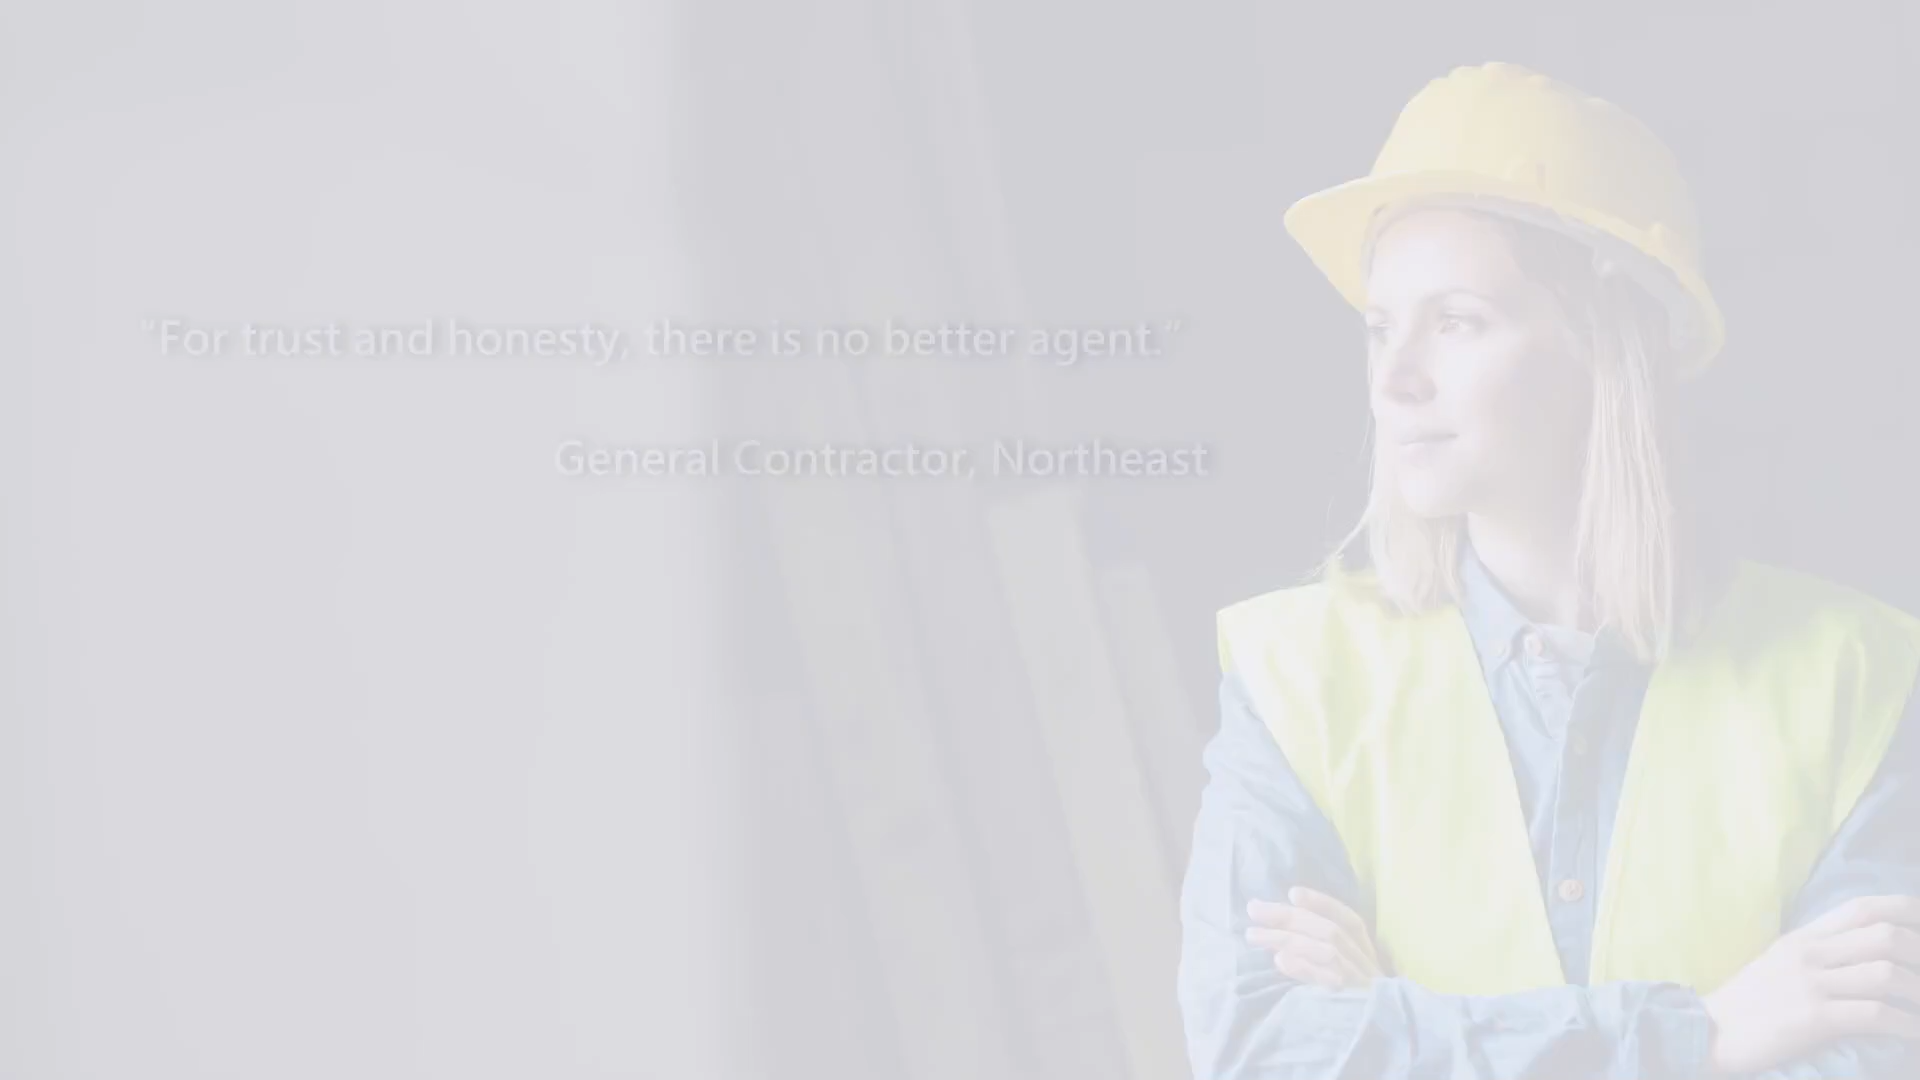 "For trust and honesty, there is no better agent."
General Contractor, Northeast